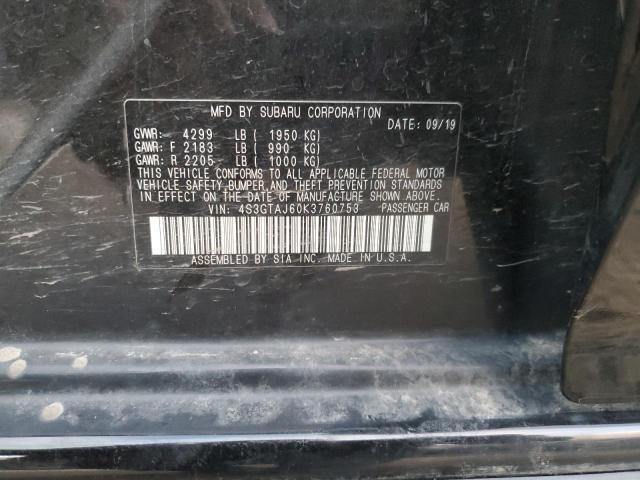 MFD BY SUBARU CORPORATION
DATE: 09/19
GVWR: 4299 LB ( 1950 KG)
GAWR: F 2183 LB ( 990 KG)
GAWR: R 2205 LB ( 1000 KG)
THIS VEHICLE CONFORMS TO ALL APPLICABLE FEDERAL MOTOR
VEHICLE SAFETY, BUMPER, AND THEFT PREVENTION STANDARDS
IN EFFECT ON THE DATE OF MANUFACTURE SHOWN ABOVE.
VIN: 4S3GTAJ60K3760753 PASSENGER CAR
ASSEMBLED BY SIA INC. MADE IN U.S.A.